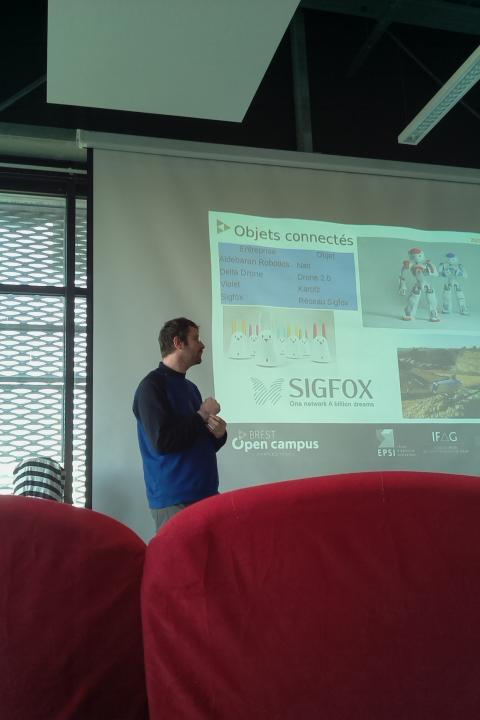 Objets connectés
Entreprise Objet
Aldebaran Robotics Nao
Delta Drone Drone 2.0
Violet Karotz
Sigfox Réseau Sigfox
SIGFOX
One network A billion dreams
BREST
Open campus
EPSI
IFAG